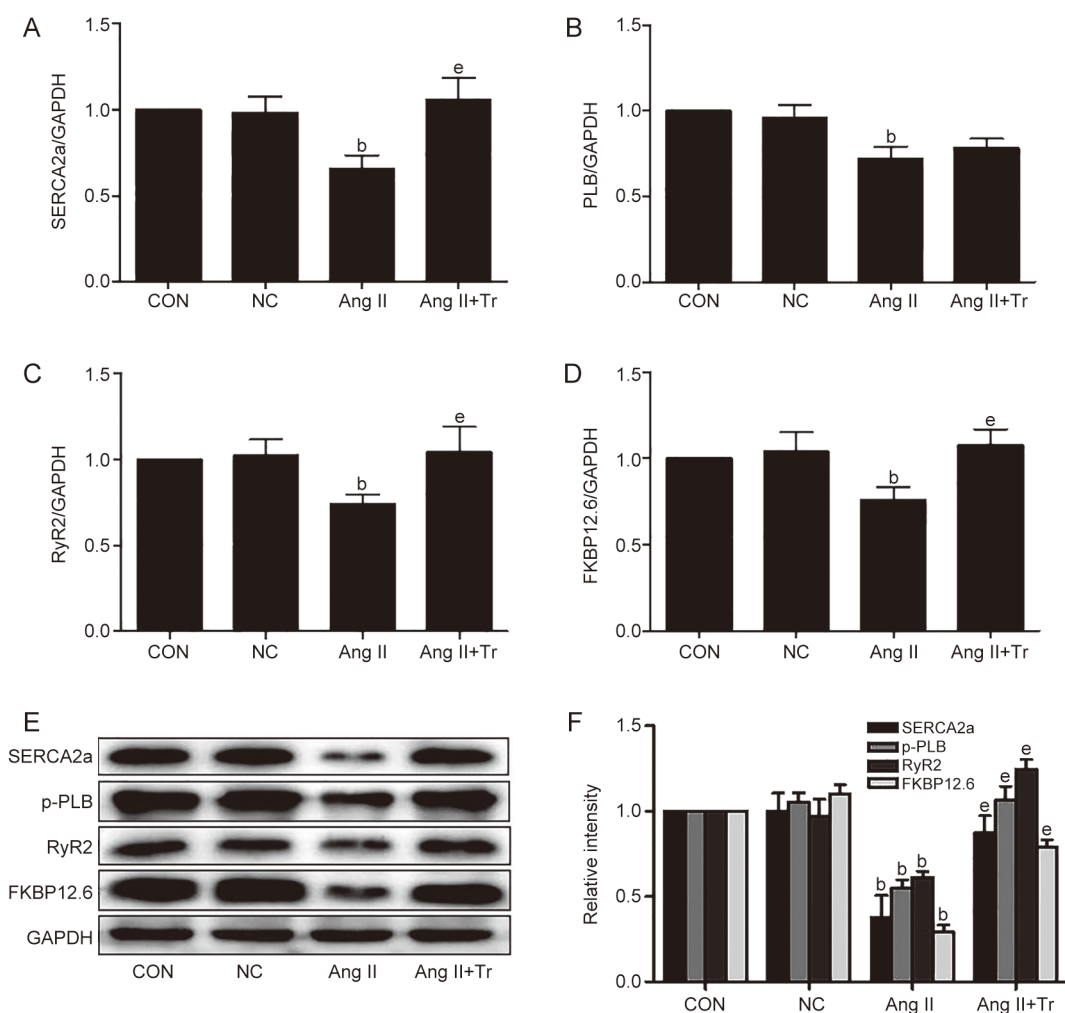 A
SERCA2a/GAPDH
1.5
1.0
0.5
0.0
b
e
CON NC Ang II Ang II+Tr
B
PLB/GAPDH
1.5
1.0
0.5
0.0
b
CON NC Ang II Ang II+Tr
C
RyR2/GAPDH
1.5
1.0
0.5
0.0
b
e
CON NC Ang II Ang II+Tr
D
FKBP12.6/GAPDH
1.5
1.0
0.5
0.0
b
e
CON NC Ang II Ang II+Tr
E
SERCA2a
p-PLB
RyR2
FKBP12.6
GAPDH
CON NC Ang II Ang II+Tr
F
Relative intensity
1.5
1.0
0.5
0.0
SERCA2a
p-PLB
RyR2
FKBP12.6
b b b b
e e e e
CON NC Ang II Ang II+Tr